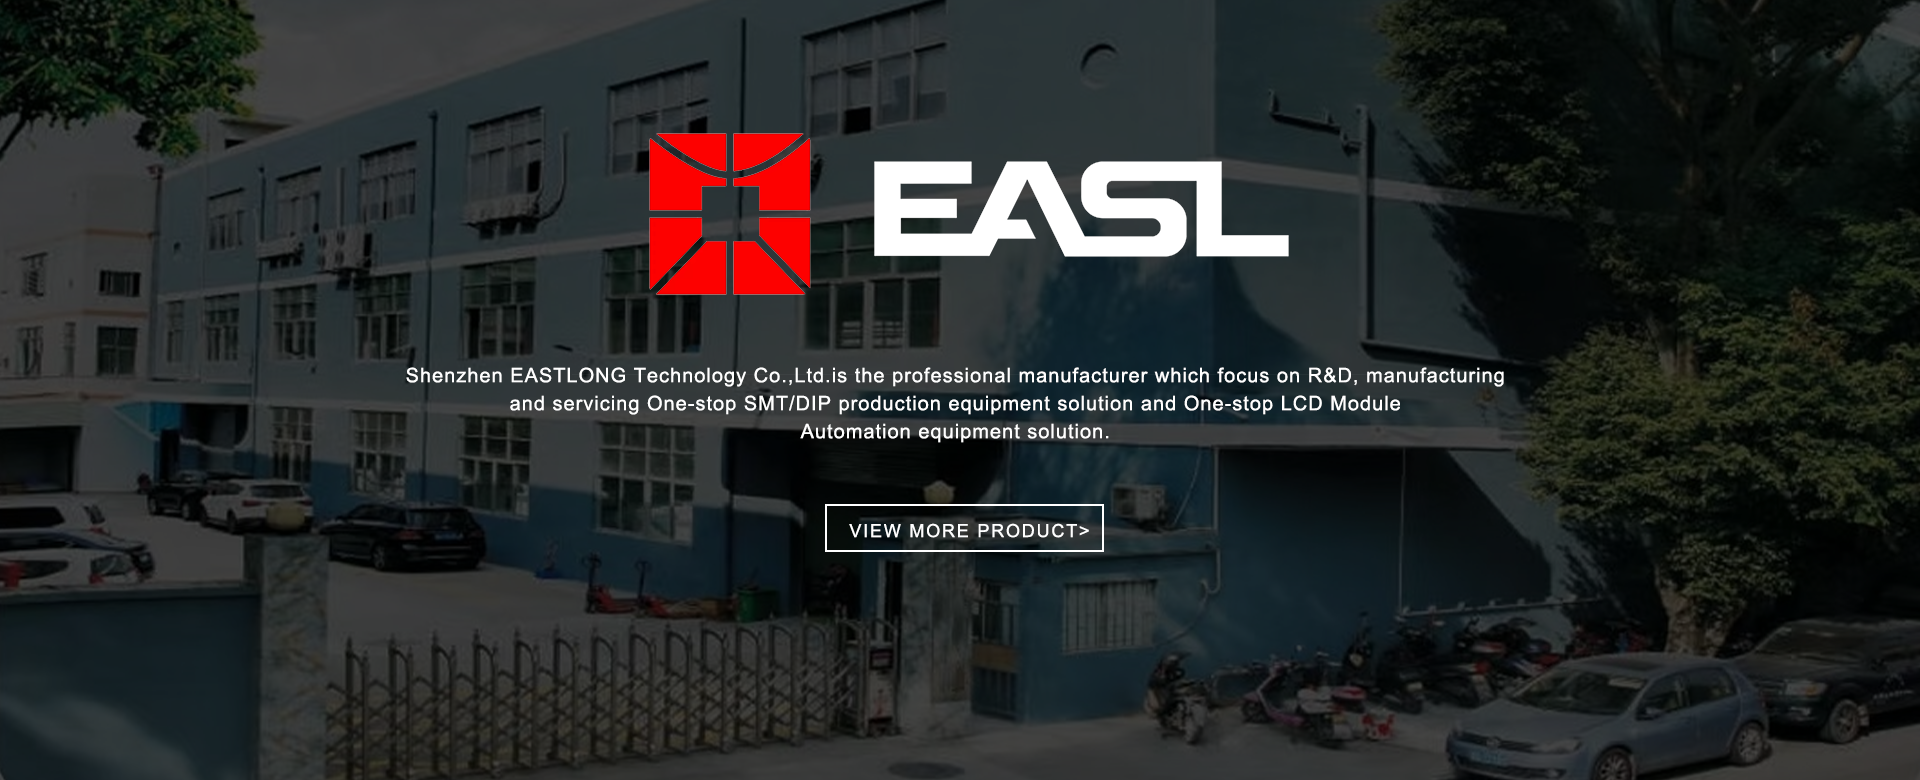 EASL
Shenzhen EASTLONG Technology Co.,Ltd.is the professional manufacturer which focus on R&D, manufacturing
and servicing One-stop SMT/DIP production equipment solution and One-stop LCD Module
Automation equipment solution.
VIEW MORE PRODUCT>